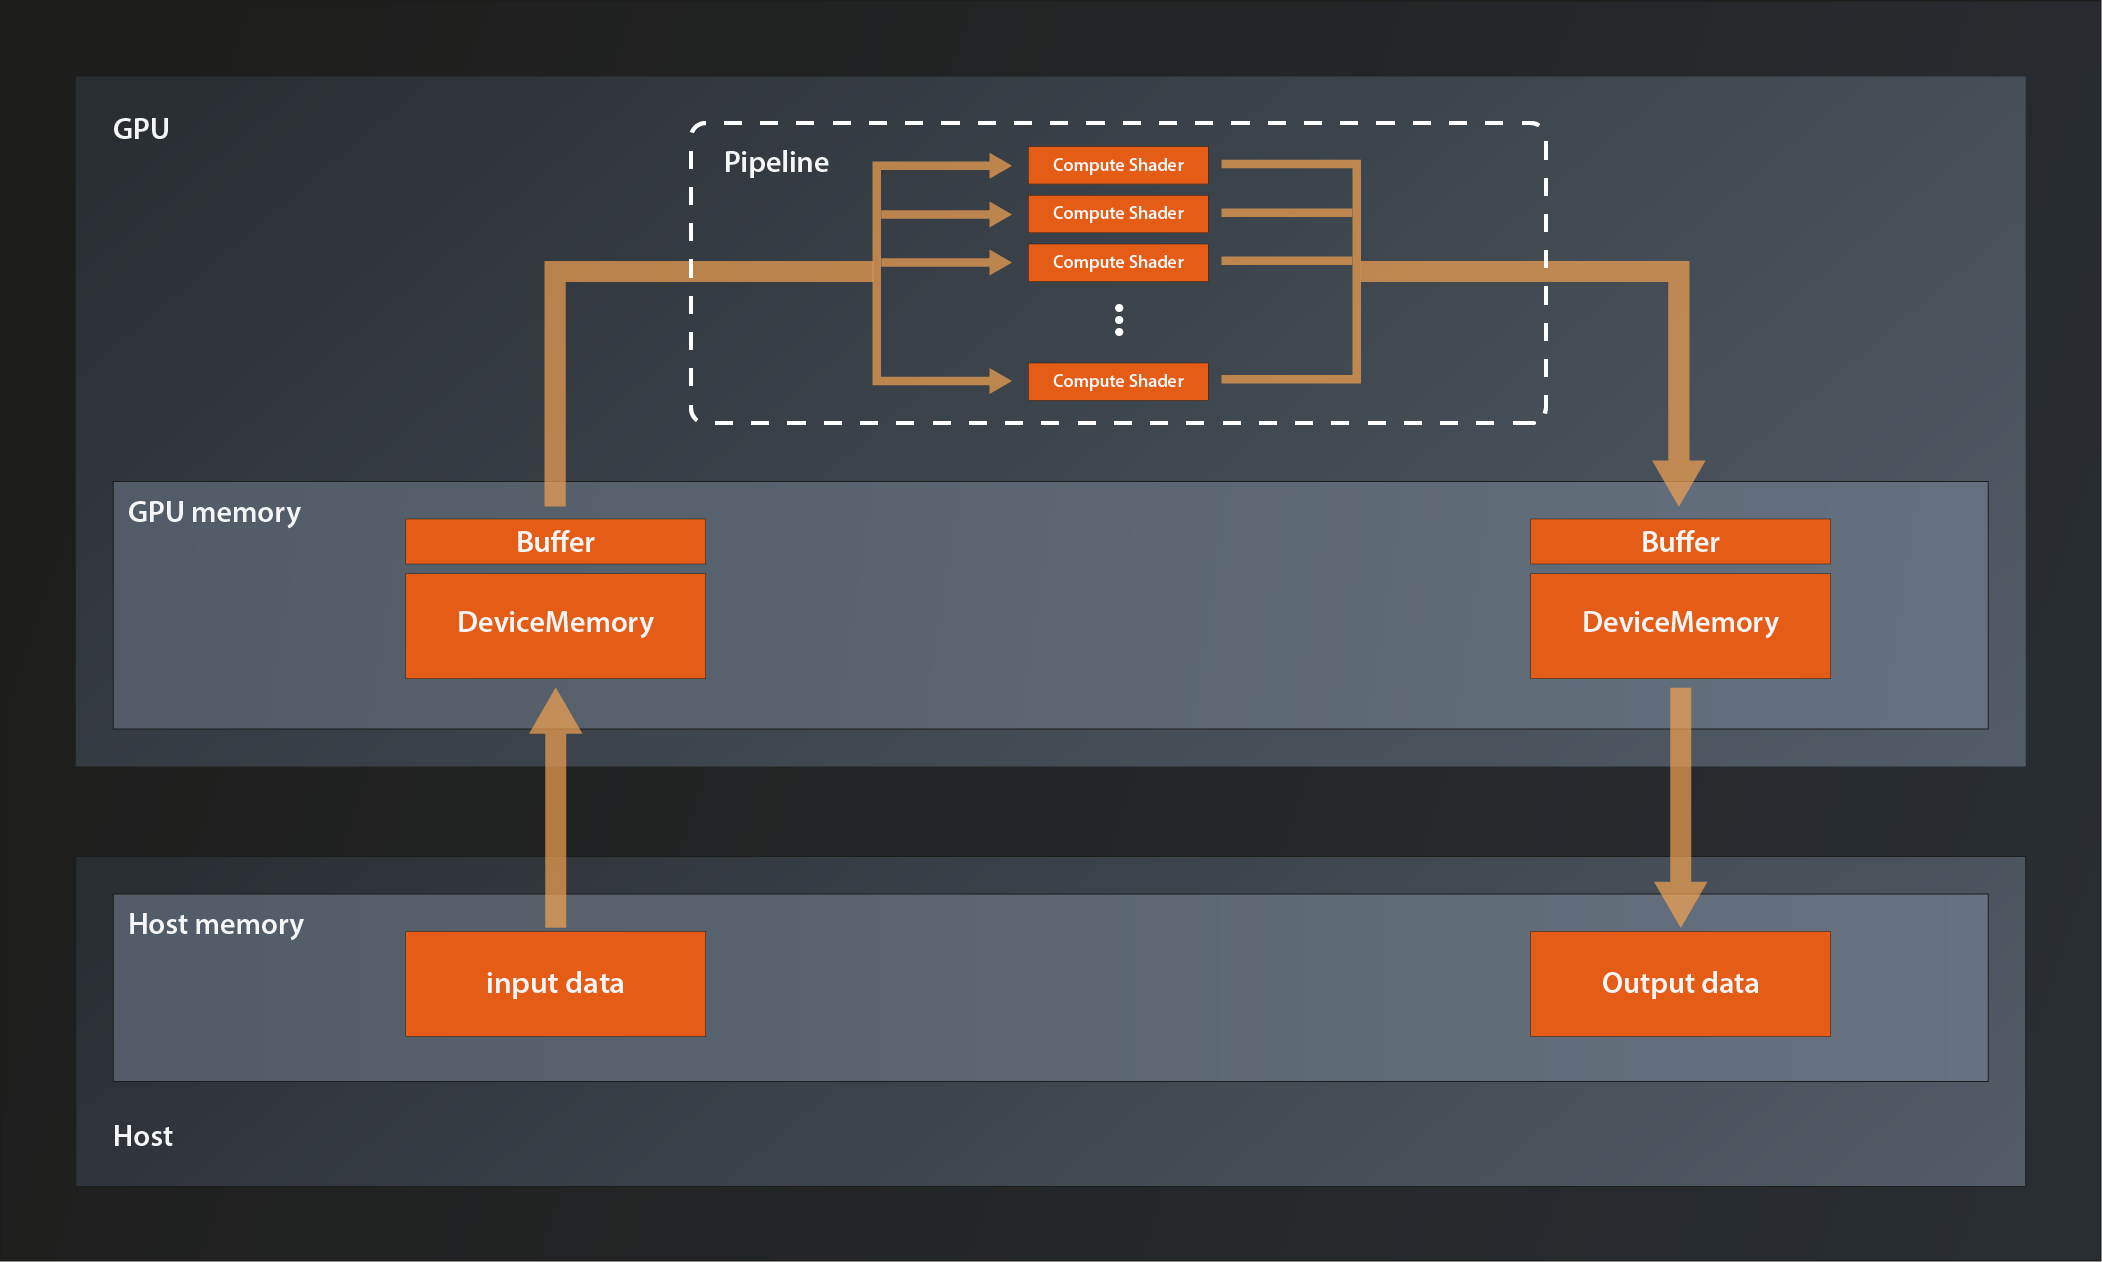 GPU
Pipeline
Compute Shader
Compute Shader
Compute Shader
Compute Shader
GPU memory
Buffer
DeviceMemory
Buffer
DeviceMemory
Host memory
input data
Output data
Host